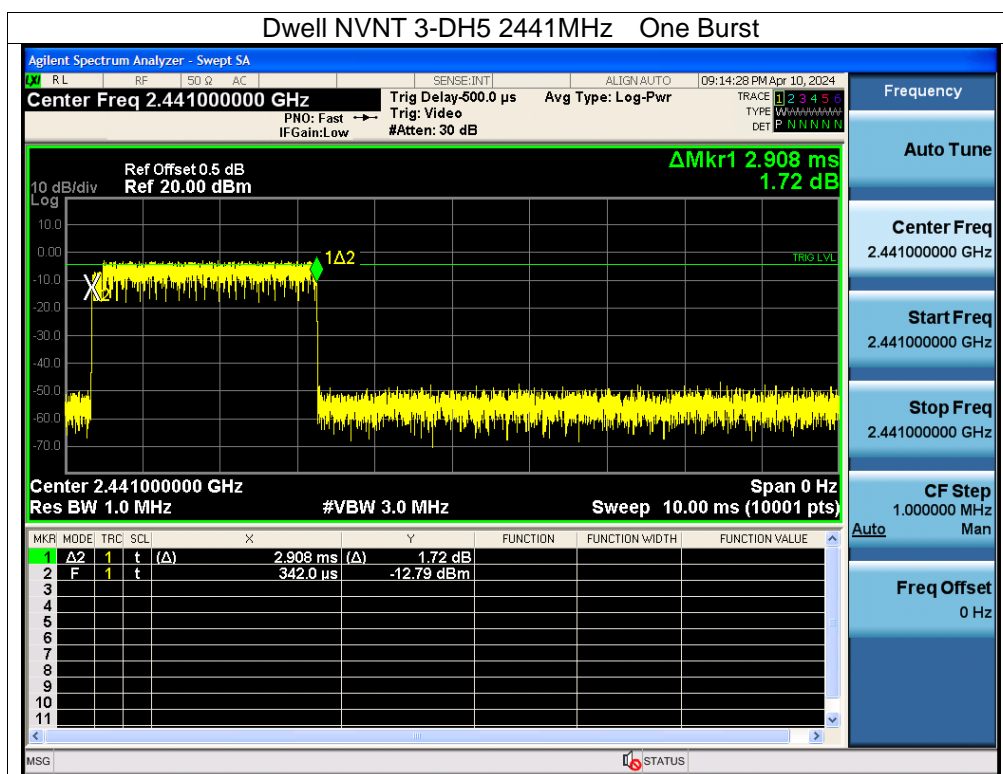 Dwell NVNT 3-DH5 2441MHz One Burst
Agilent Spectrum Analyzer - Swept SA
LXI RL RF 50 Ω AC SENSE:INT ALIGN AUTO 09:14:28 PM Apr 10, 2024
Center Freq 2.441000000 GHz Trig Delay-500.0 µs Avg Type: Log-Pwr TRACE 1 2 3 4 5 6
PNO: Fast Trig: Video TYPE WWWWWW
IFGain:Low #Atten: 30 dB DET P N N N N N
Frequency
Auto Tune
Center Freq
2.441000000 GHz
Start Freq
2.441000000 GHz
Stop Freq
2.441000000 GHz
CF Step
1.000000 MHz
Auto Man
Freq Offset
0 Hz
ΔMkr1 2.908 ms
1.72 dB
Ref Offset 0.5 dB
10 dB/div Ref 20.00 dBm
Log
10.0
0.00
-10.0
-20.0
-30.0
-40.0
-50.0
-60.0
-70.0
1Δ2
TRIG LVL
Center 2.441000000 GHz Span 0 Hz
Res BW 1.0 MHz #VBW 3.0 MHz Sweep 10.00 ms (10001 pts)
MKR MODE TRC SCL X Y FUNCTION FUNCTION WIDTH FUNCTION VALUE
1 Δ2 1 t (Δ) 2.908 ms (Δ) 1.72 dB
2 F 1 t 342.0 µs -12.79 dBm
3
4
5
6
7
8
9
10
11
MSG STATUS